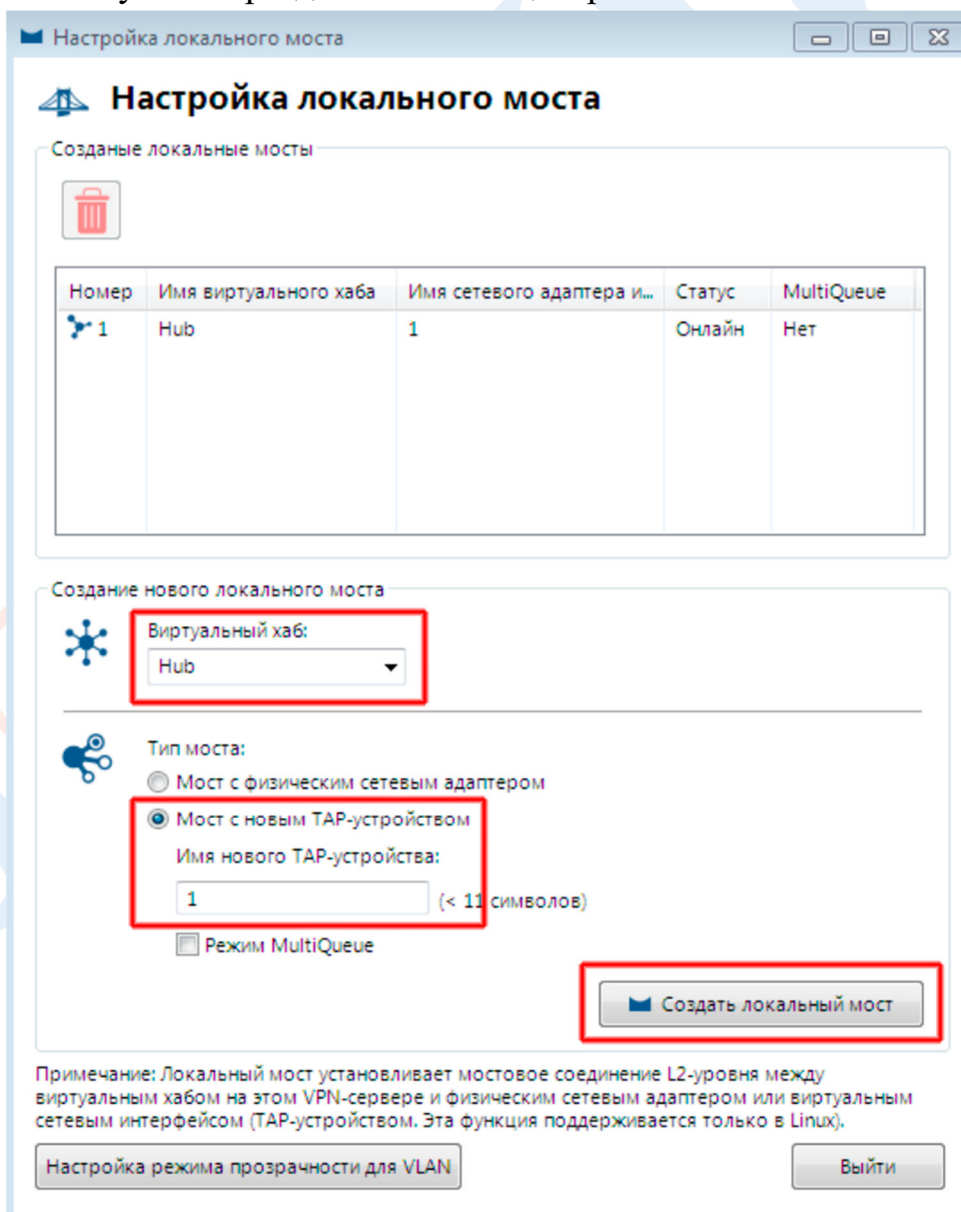 Настройка локального моста
Настройка локального моста
Созданые локальные мосты
Номер Имя виртуального хаба Имя сетевого адаптера и... Статус MultiQueue
1 Hub 1 Онлайн Нет
Создание нового локального моста
Виртуальный хаб:
Hub
Тип моста:
Мост с физическим сетевым адаптером
Мост с новым TAP-устройством
Имя нового TAP-устройства:
1 (< 11 символов)
Режим MultiQueue
Создать локальный мост
Примечание: Локальный мост установливает мостовое соединение L2-уровня между
виртуальным хабом на этом VPN-сервере и физическим сетевым адаптером или виртуальным
сетевым интерфейсом (TAP-устройством. Эта функция поддерживается только в Linux).
Настройка режима прозрачности для VLAN Выйти